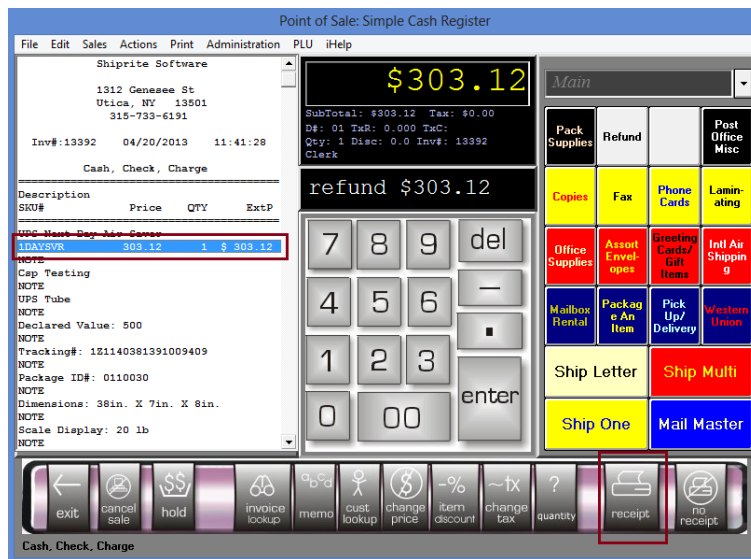 Point of Sale: Simple Cash Register
File Edit Sales Actions Print Administration PLU iHelp
Shiprite Software
1312 Genesee St
Utica, NY 13501
315-733-6191
Inv#:13392 04/20/2013 11:41:28
Cash, Check, Charge
Description
SKU# Price QTY ExtP
UPS Next Day Air Saver
1DAYSVR 303.12 1 $ 303.12
NOTE
Csp Testing
NOTE
UPS Tube
NOTE
Declared Value: 500
NOTE
Tracking#: 1Z1140381391009409
NOTE
Package ID#: 0110030
NOTE
Dimensions: 38in. X 7in. X 8in.
NOTE
Scale Display: 20 lb
NOTE
$303.12
SubTotal: $303.12 Tax: $0.00
D#: 01 TxR: 0.000 TxC:
Qty: 1 Disc: 0.0 Inv#: 13392
Clerk
refund $303.12
7 8 9 del
4 5 6 —
.
1 2 3
enter
0 00
Main
Pack Supplies
Refund
Post Office Misc
Copies
Fax
Phone Cards
Lamin-ating
Office Supplies
Assort Envel-opes
Greeting Cards/ Gift Items
Intl Air Shippin g
Mailbox Rental
Packag e An Item
Pick Up/ Delivery
Western Union
Ship Letter
Ship Multi
Ship One
Mail Master
exit
cancel sale
$$ hold
invoice lookup
abcd memo
cust lookup
$ change price
-% item discount
~tx change tax
? quantity
receipt
no receipt
Cash, Check, Charge